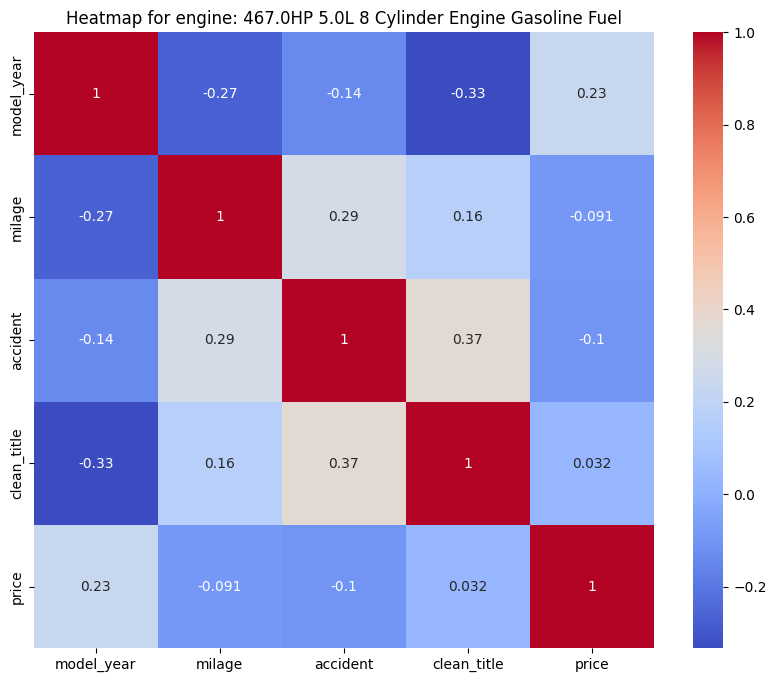 Heatmap for engine: 467.0HP 5.0L 8 Cylinder Engine Gasoline Fuel
model_year 1 -0.27 -0.14 -0.33 0.23
milage -0.27 1 0.29 0.16 -0.091
accident -0.14 0.29 1 0.37 -0.1
clean_title -0.33 0.16 0.37 1 0.032
price 0.23 -0.091 -0.1 0.032 1
model_year milage accident clean_title price
1.0
0.8
0.6
0.4
0.2
0.0
−0.2